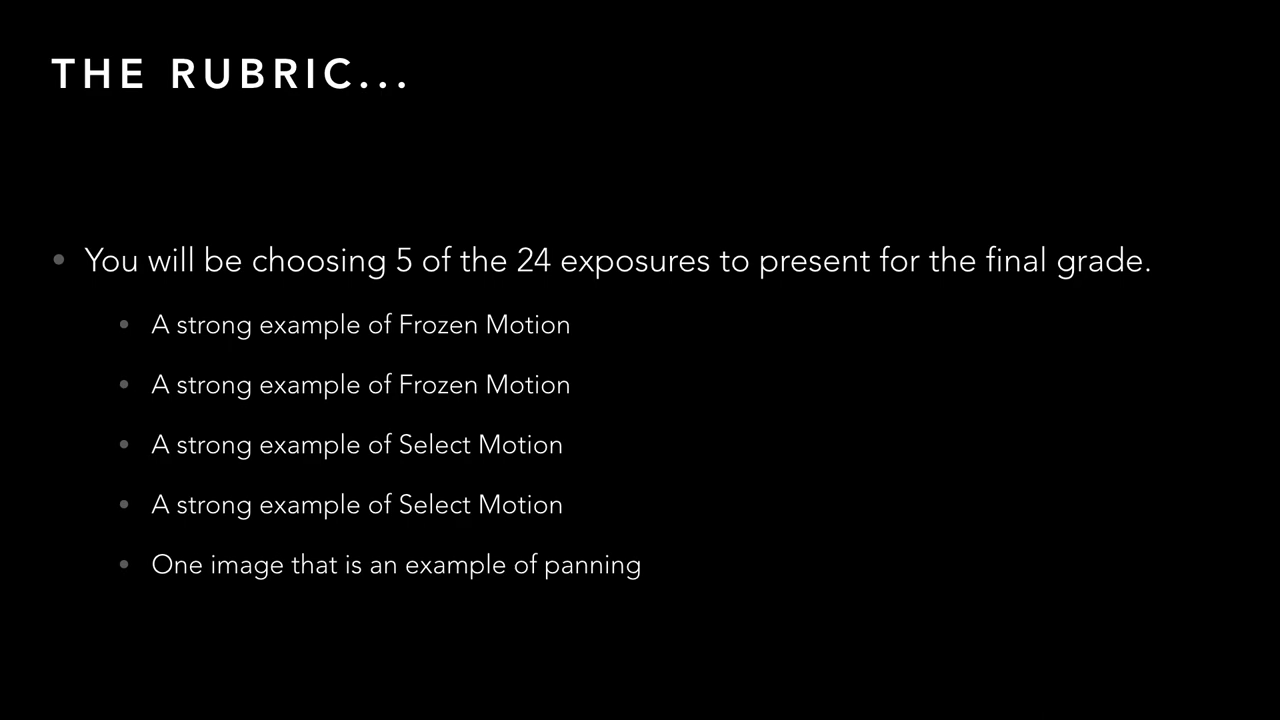 THE RUBRIC...
• You will be choosing 5 of the 24 exposures to present for the final grade.
• A strong example of Frozen Motion
• A strong example of Frozen Motion
• A strong example of Select Motion
• A strong example of Select Motion
• One image that is an example of panning